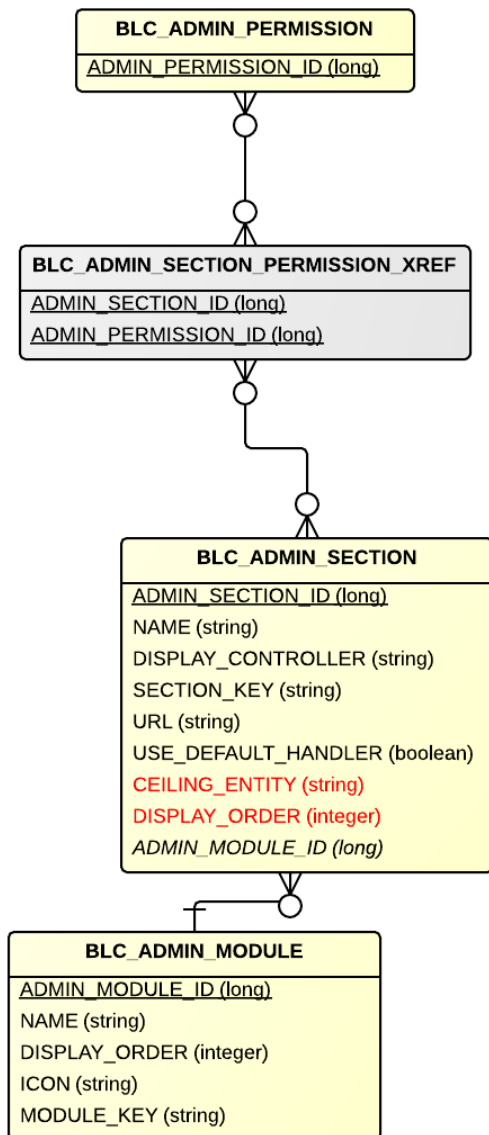 BLC_ADMIN_PERMISSION
ADMIN_PERMISSION_ID (long)
BLC_ADMIN_SECTION_PERMISSION_XREF
ADMIN_SECTION_ID (long)
ADMIN_PERMISSION_ID (long)
BLC_ADMIN_SECTION
ADMIN_SECTION_ID (long)
NAME (string)
DISPLAY_CONTROLLER (string)
SECTION_KEY (string)
URL (string)
USE_DEFAULT_HANDLER (boolean)
CEILING_ENTITY (string)
DISPLAY_ORDER (integer)
ADMIN_MODULE_ID (long)
BLC_ADMIN_MODULE
ADMIN_MODULE_ID (long)
NAME (string)
DISPLAY_ORDER (integer)
ICON (string)
MODULE_KEY (string)